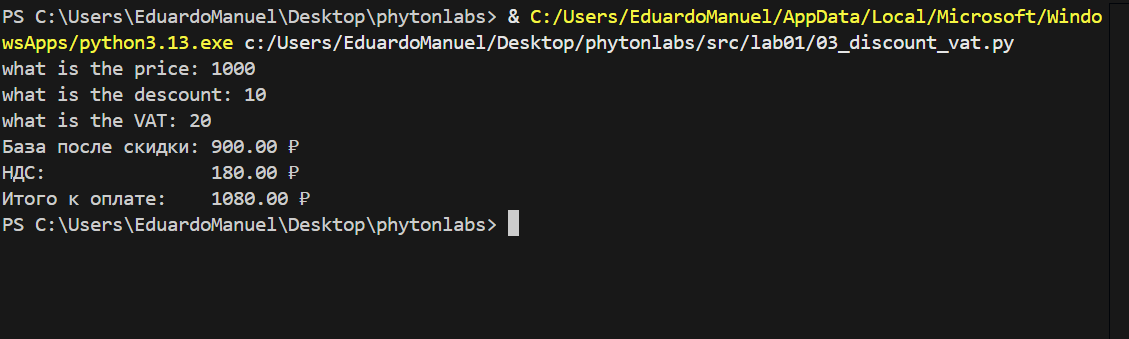 PS C:\Users\EduardoManuel\Desktop\phytonlabs> & C:/Users/EduardoManuel/AppData/Local/Microsoft/Windo
wsApps/python3.13.exe c:/Users/EduardoManuel/Desktop/phytonlabs/src/lab01/03_discount_vat.py
what is the price: 1000
what is the descount: 10
what is the VAT: 20
База после скидки: 900.00 ₽
НДС:               180.00 ₽
Итого к оплате:    1080.00 ₽
PS C:\Users\EduardoManuel\Desktop\phytonlabs>